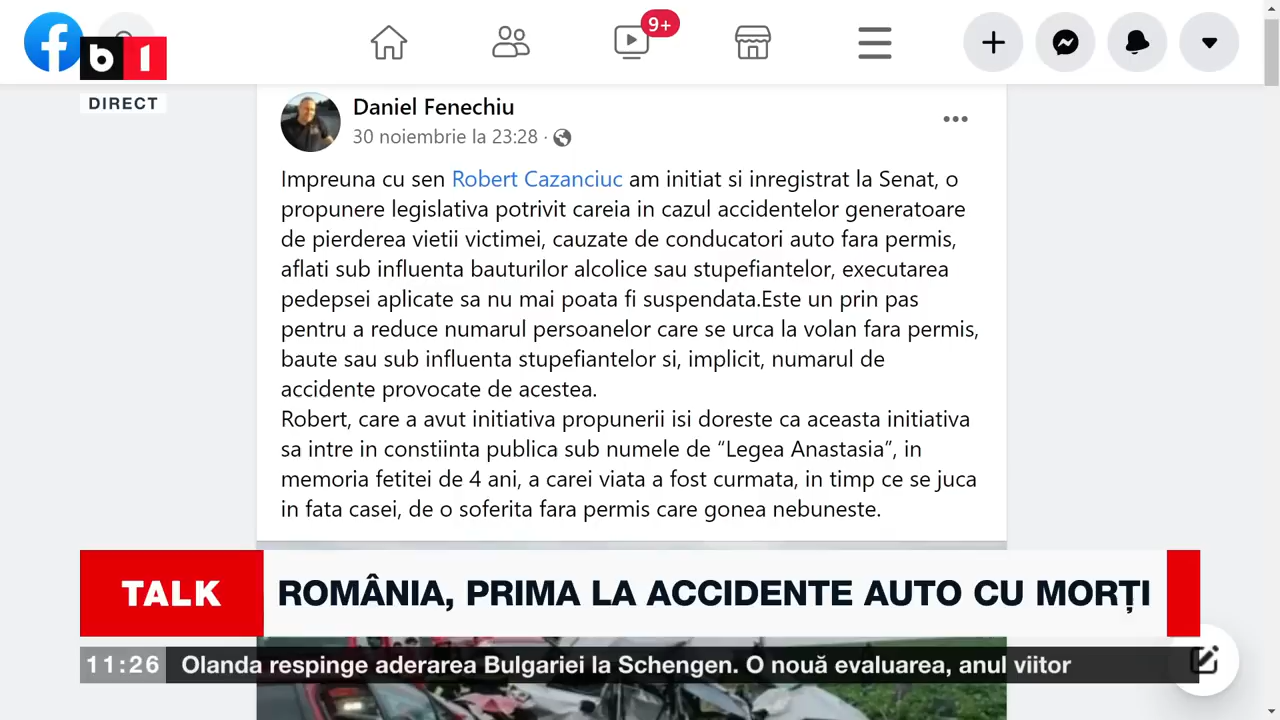 9+
b1
DIRECT
Daniel Fenechiu
30 noiembrie la 23:28 ·
Impreuna cu sen Robert Cazanciuc am initiat si inregistrat la Senat, o
propunere legislativa potrivit careia in cazul accidentelor generatoare
de pierderea vietii victimei, cauzate de conducatori auto fara permis,
aflati sub influenta bauturilor alcolice sau stupefiantelor, executarea
pedepsei aplicate sa nu mai poata fi suspendata.Este un prin pas
pentru a reduce numarul persoanelor care se urca la volan fara permis,
baute sau sub influenta stupefiantelor si, implicit, numarul de
accidente provocate de acestea.
Robert, care a avut initiativa propunerii isi doreste ca aceasta initiativa
sa intre in constiinta publica sub numele de “Legea Anastasia”, in
memoria fetitei de 4 ani, a carei viata a fost curmata, in timp ce se juca
in fata casei, de o soferita fara permis care gonea nebuneste.
TALK
ROMÂNIA, PRIMA LA ACCIDENTE AUTO CU MORȚI
11:26
Olanda respinge aderarea Bulgariei la Schengen. O nouă evaluarea, anul viitor